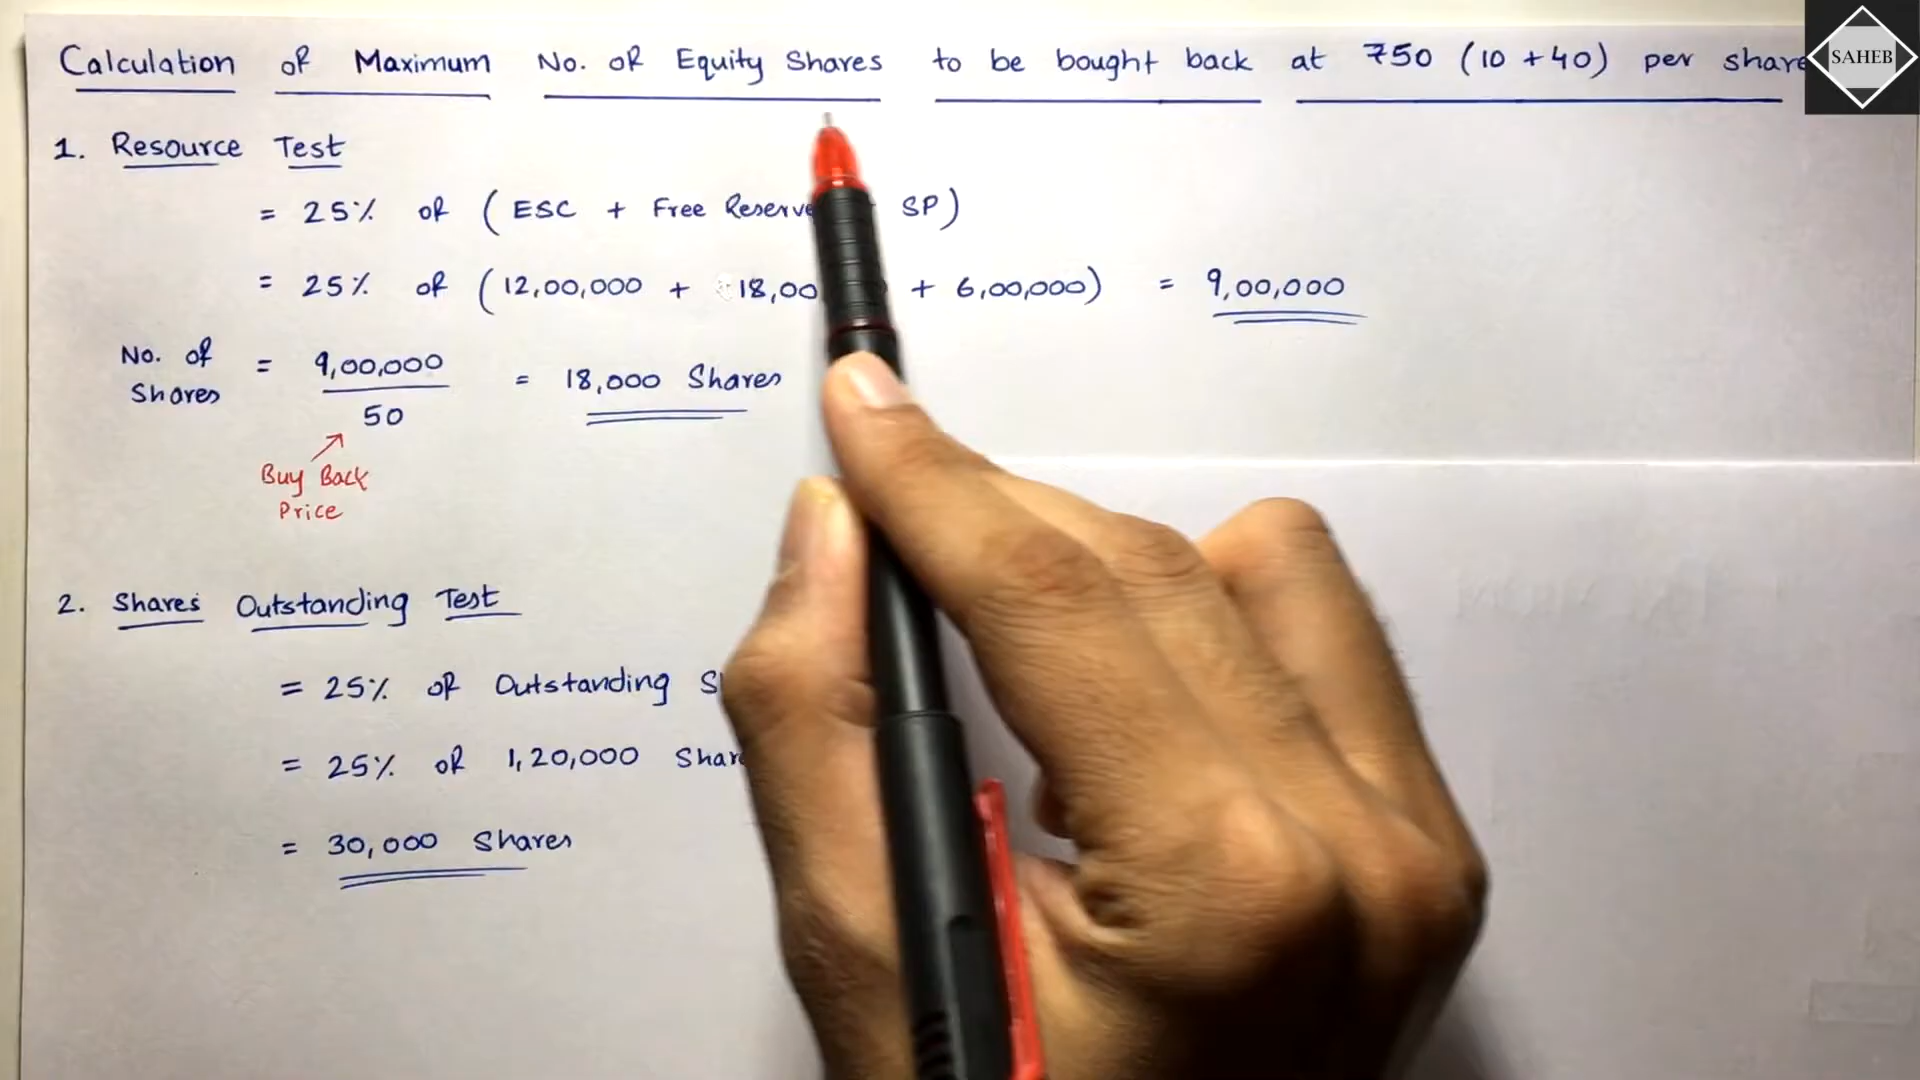 Calculation of Maximum No. of Equity Shares to be bought back at ₹50 (10 + 40) per share
SAHEB
1. Resource Test
= 25% of (ESC + Free Reserve SP)
= 25% of (12,00,000 + 18,00 + 6,00,000) = 9,00,000
No. of Shares = 9,00,000 / 50 = 18,000 Shares
Buy Back
Price
2. Shares Outstanding Test
= 25% of Outstanding
= 25% of 1,20,000
= 30,000 Shares